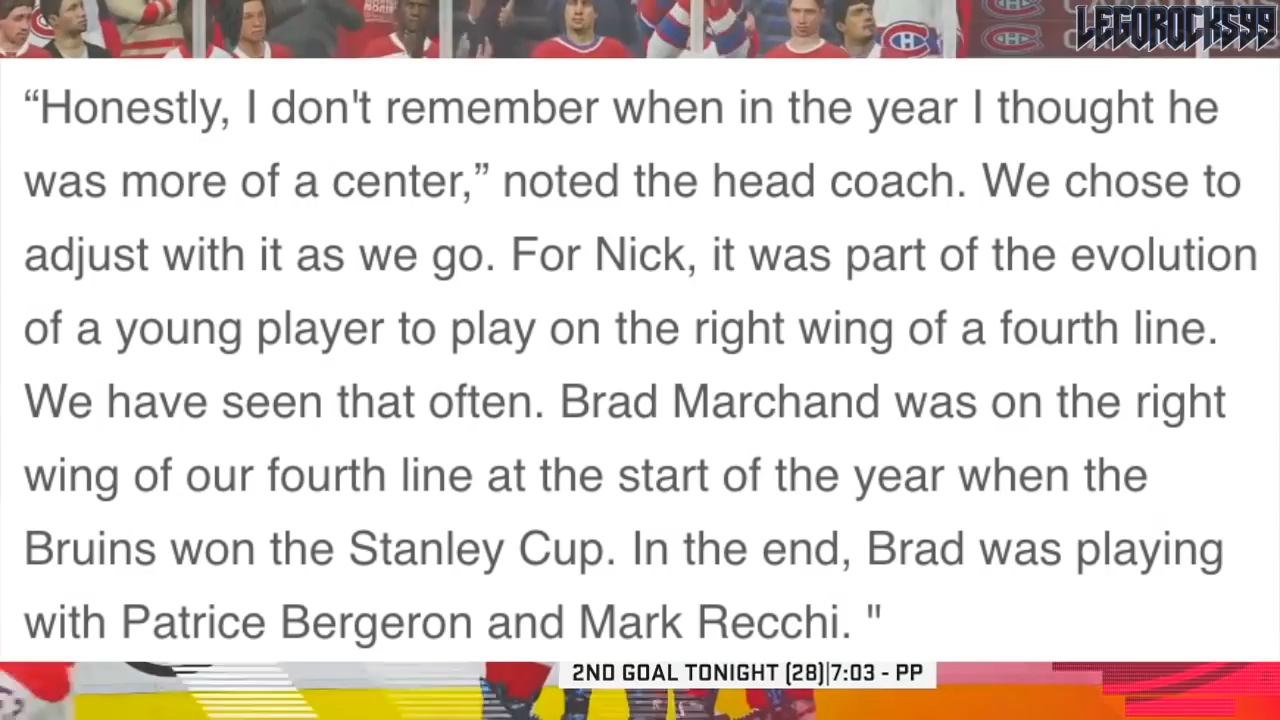 LEGOROCKS99
“Honestly, I don't remember when in the year I thought he
was more of a center,” noted the head coach. We chose to
adjust with it as we go. For Nick, it was part of the evolution
of a young player to play on the right wing of a fourth line.
We have seen that often. Brad Marchand was on the right
wing of our fourth line at the start of the year when the
Bruins won the Stanley Cup. In the end, Brad was playing
with Patrice Bergeron and Mark Recchi. "
2ND GOAL TONIGHT (28)|7:03 - PP